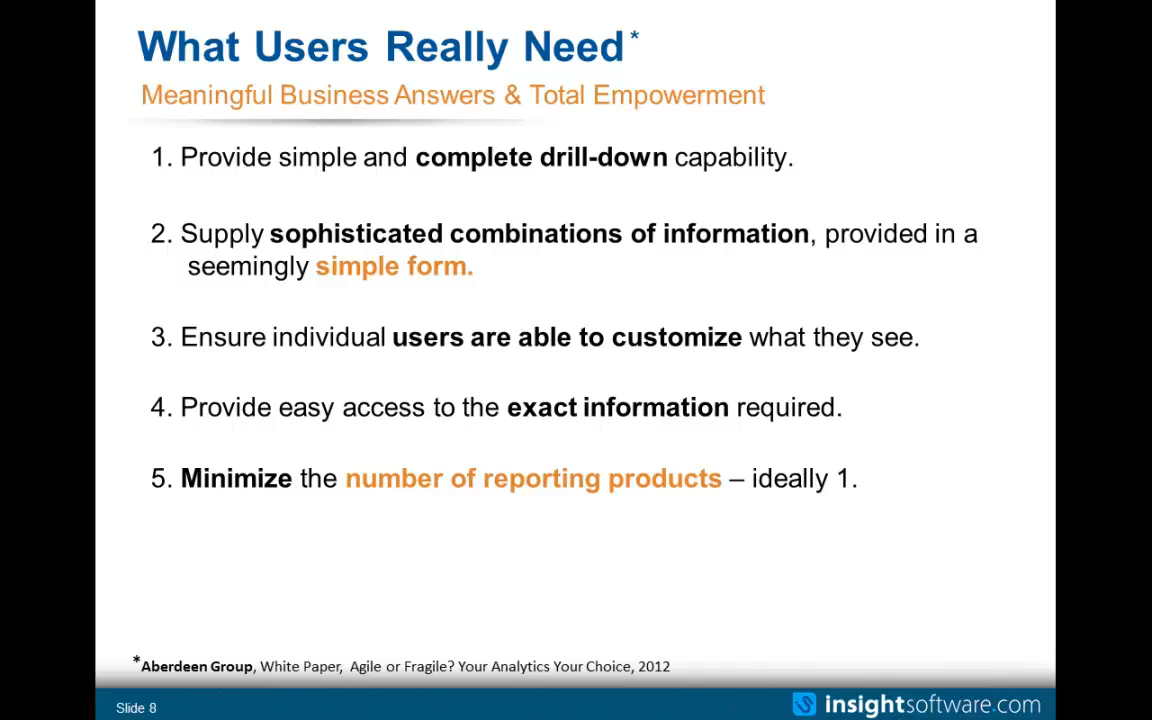 What Users Really Need*
Meaningful Business Answers & Total Empowerment
1. Provide simple and complete drill-down capability.
2. Supply sophisticated combinations of information, provided in a
seemingly simple form.
3. Ensure individual users are able to customize what they see.
4. Provide easy access to the exact information required.
5. Minimize the number of reporting products – ideally 1.
*Aberdeen Group, White Paper, Agile or Fragile? Your Analytics Your Choice, 2012
Slide 8
insightsoftware.com